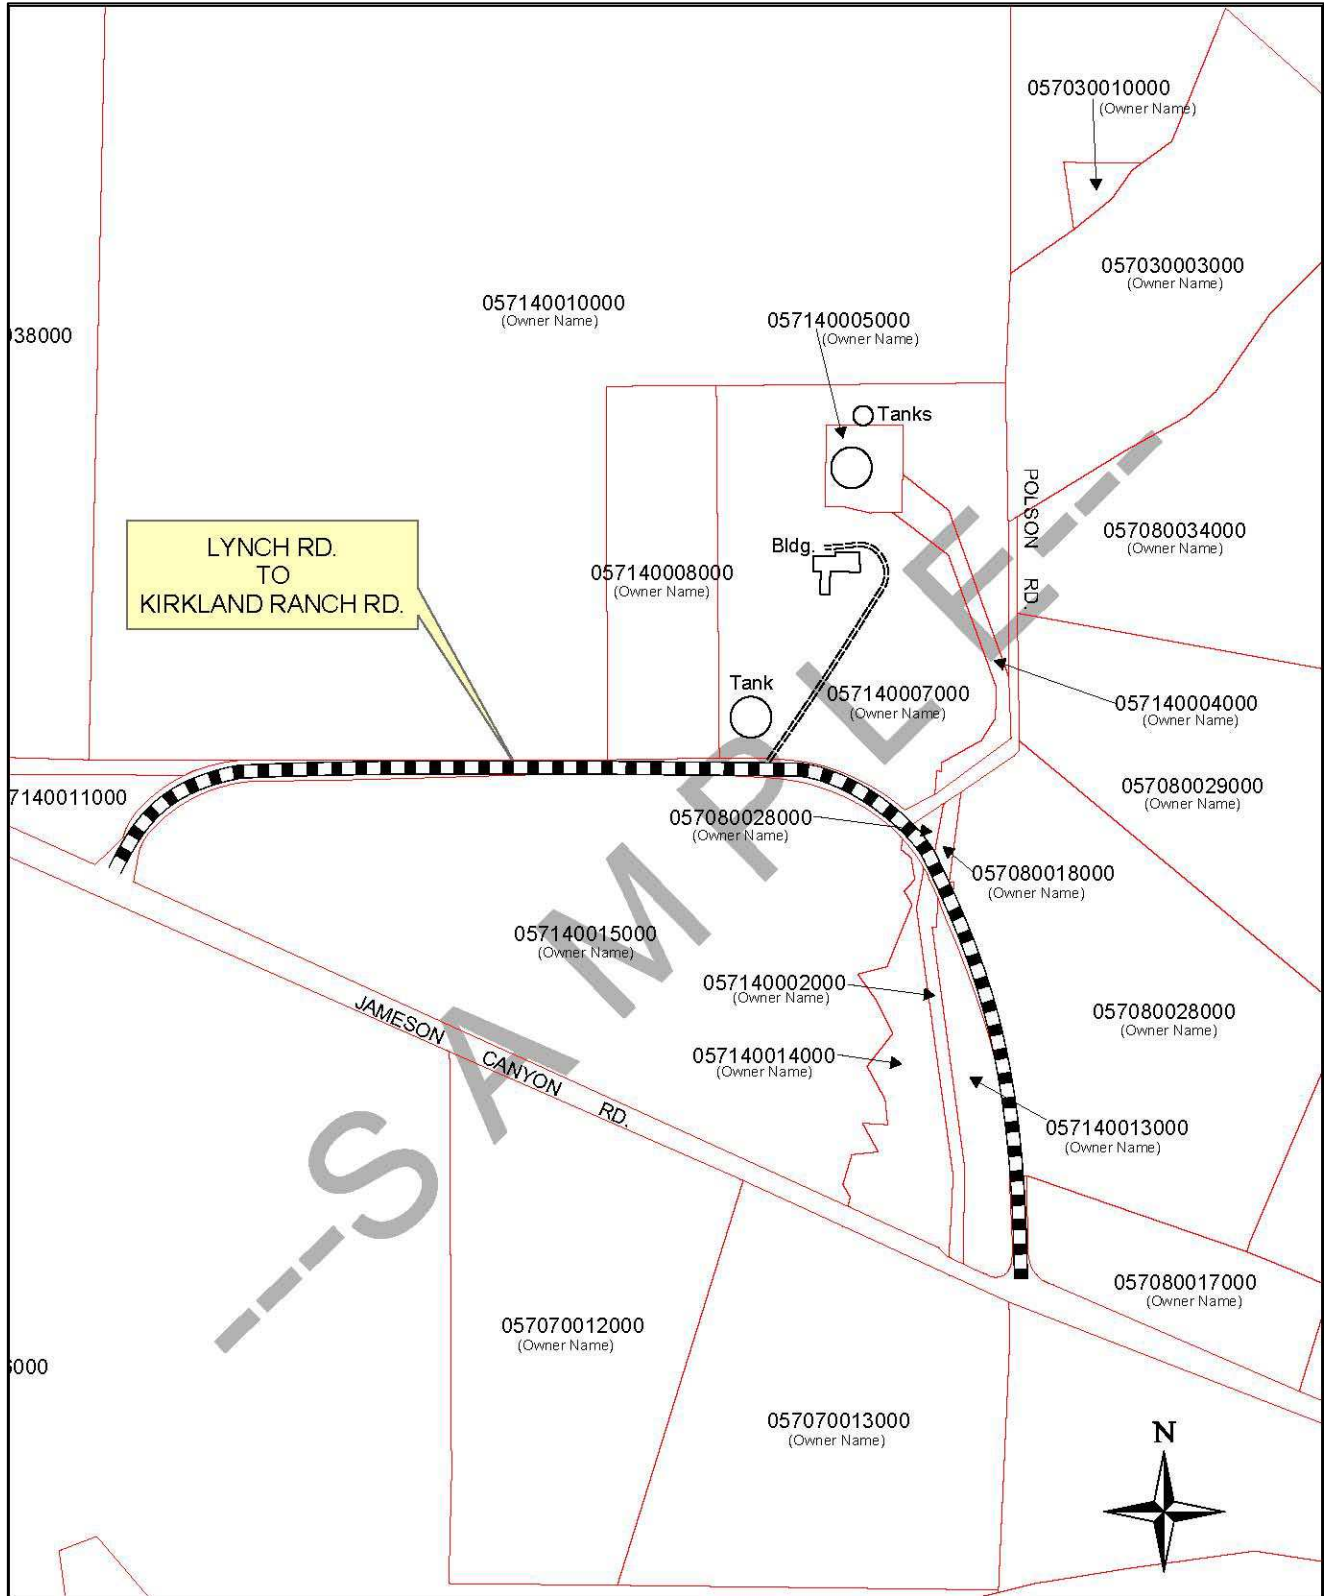 057030010000
(Owner Name)
057030003000
(Owner Name)
057140010000
(Owner Name)
057140005000
(Owner Name)
038000
Tanks
POLSON RD.
057080034000
(Owner Name)
LYNCH RD.
TO
KIRKLAND RANCH RD.
Bldg.
057140008000
(Owner Name)
Tank
057140007000
(Owner Name)
057140004000
(Owner Name)
057080029000
(Owner Name)
7140011000
057080028000
(Owner Name)
057080018000
(Owner Name)
057140015000
(Owner Name)
057140002000
(Owner Name)
057080028000
(Owner Name)
JAMESON CANYON RD.
057140014000
(Owner Name)
057140013000
(Owner Name)
---SAMPLE---
057080017000
(Owner Name)
057070012000
(Owner Name)
6000
057070013000
(Owner Name)
N